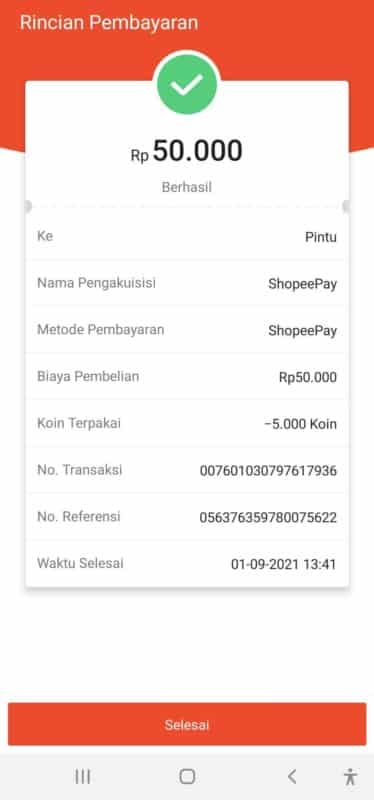 Rincian Pembayaran
Rp 50.000
Berhasil
Ke Pintu
Nama Pengakuisisi ShopeePay
Metode Pembayaran ShopeePay
Biaya Pembelian Rp50.000
Koin Terpakai −5.000 Koin
No. Transaksi 007601030797617936
No. Referensi 056376359780075622
Waktu Selesai 01-09-2021 13:41
Selesai